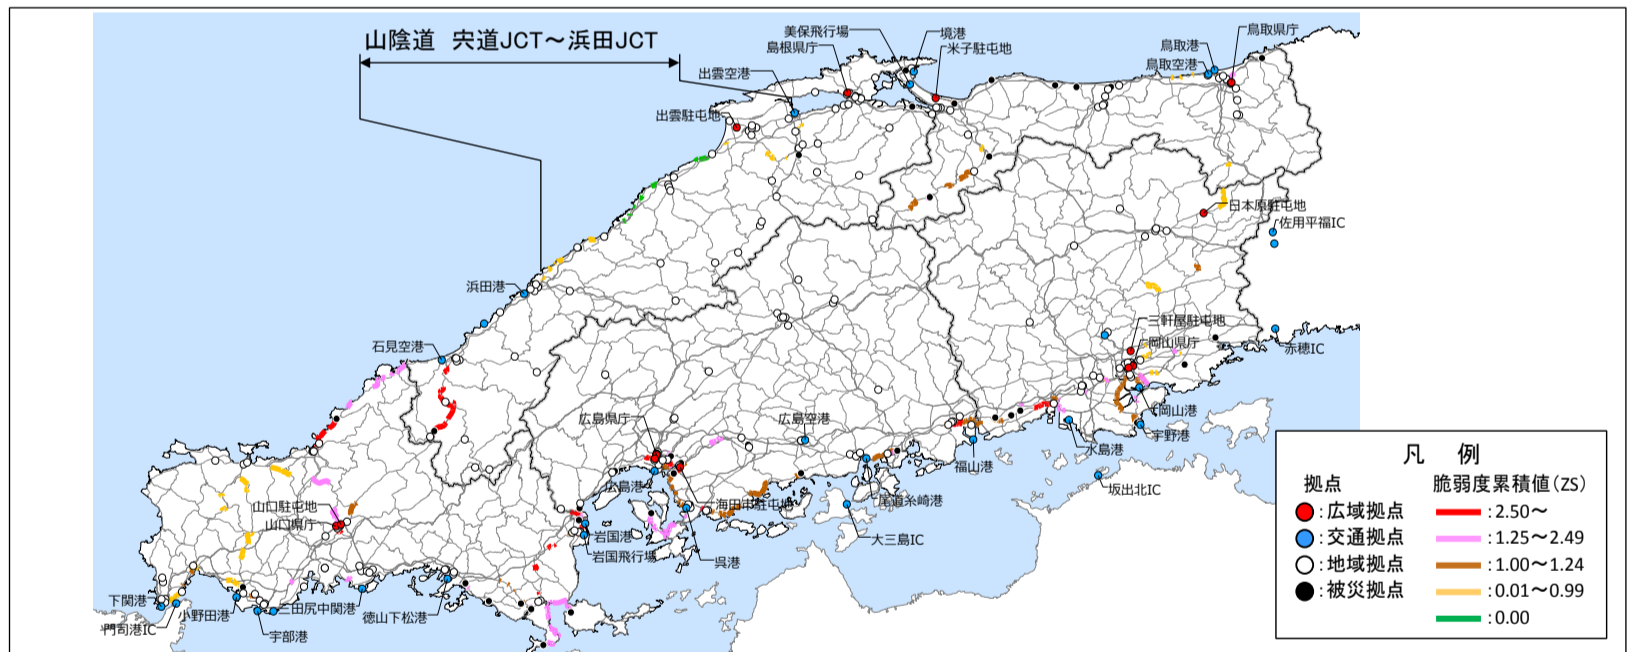 山陰道 宍道JCT～浜田JCT
美保飛行場
境港
島根県庁
米子駐屯地
鳥取県庁
鳥取港
鳥取空港
出雲空港
出雲駐屯地
日本原駐屯地
佐用平福IC
浜田港
石見空港
三軒屋駐屯地
岡山県庁
赤穂IC
広島県庁
広島空港
岡山港
宇野港
水島港
福山港
坂出北IC
広島港
海田市駐屯地
尾道糸崎港
山口駐屯地
山口県庁
岩国港
岩国飛行場
呉港
大三島IC
下関港
門司港IC
小野田港
宇部港
三田尻中関港
徳山下松港
凡 例
拠点
脆弱度累積値(ZS)
:広域拠点
:2.50～
:交通拠点
:1.25～2.49
:地域拠点
:1.00～1.24
:被災拠点
:0.01～0.99
:0.00